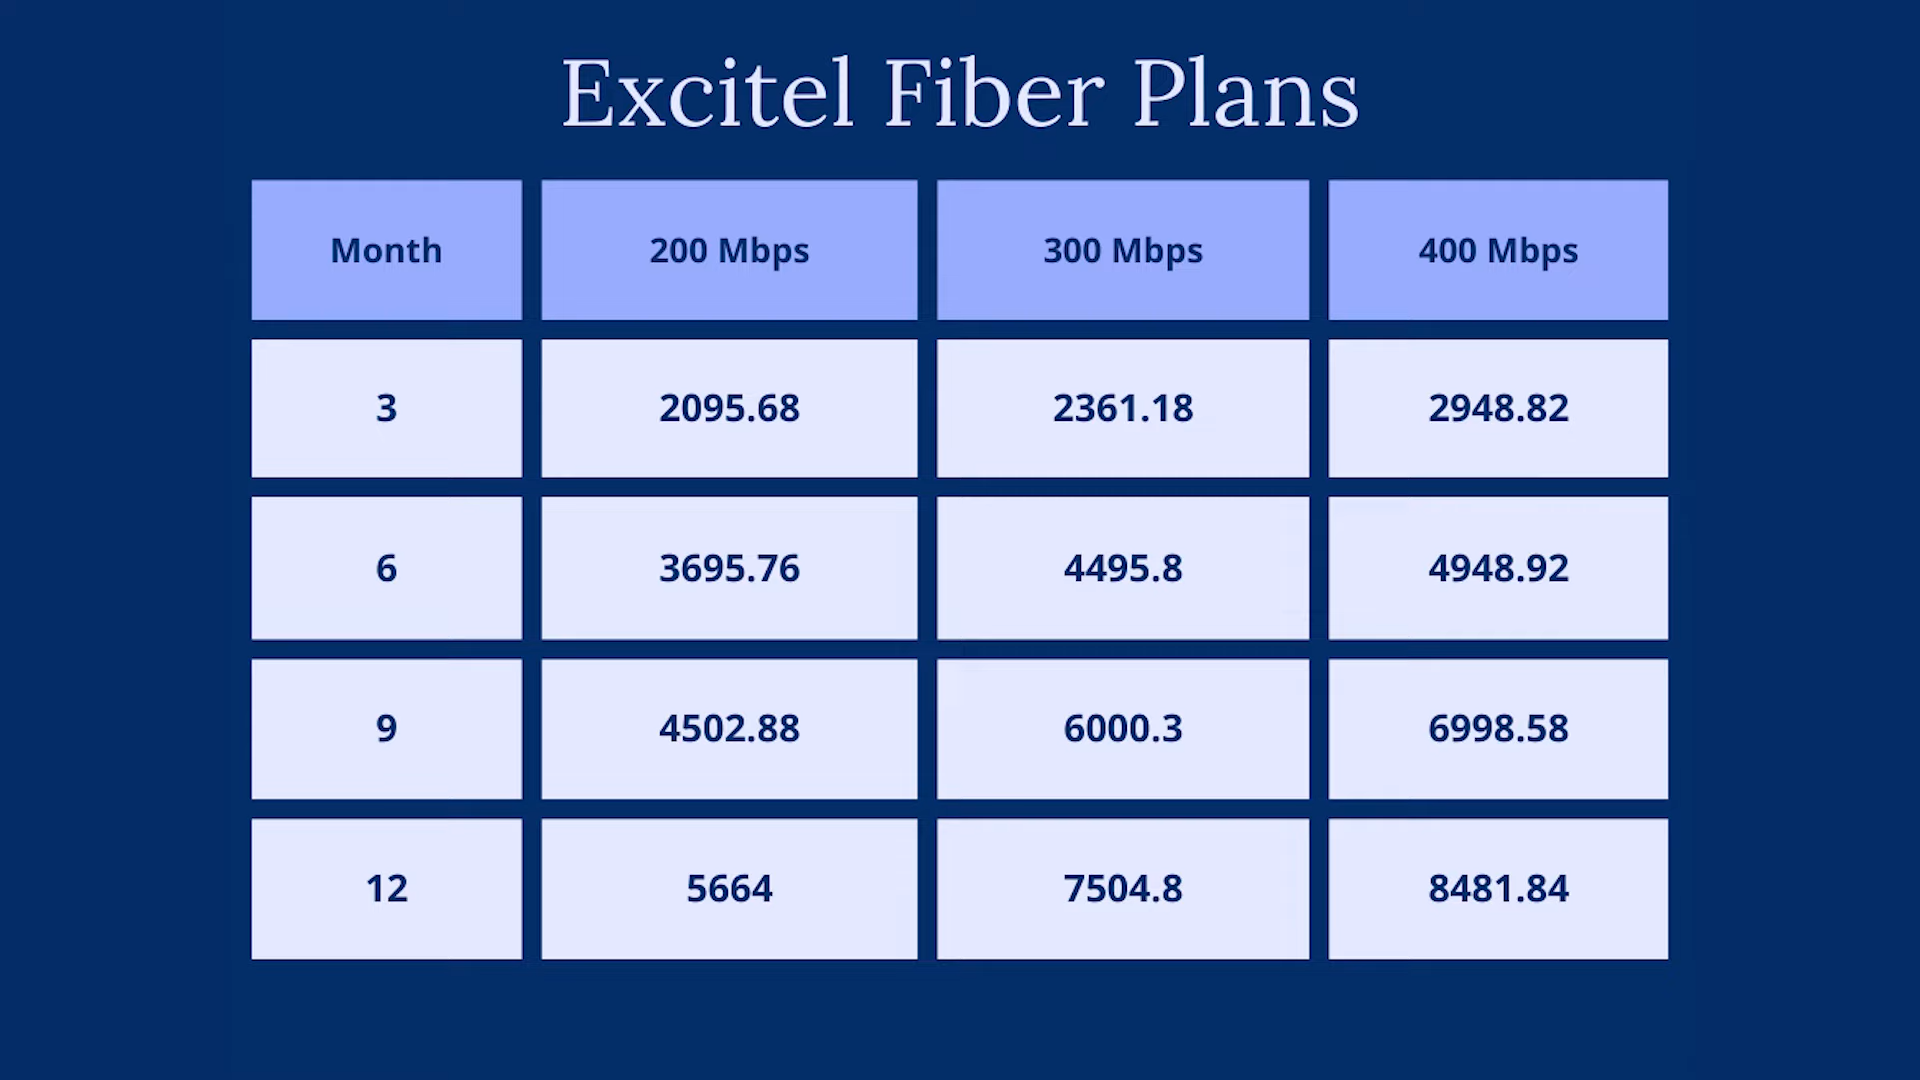 Excitel Fiber Plans
Month 200 Mbps 300 Mbps 400 Mbps
3 2095.68 2361.18 2948.82
6 3695.76 4495.8 4948.92
9 4502.88 6000.3 6998.58
12 5664 7504.8 8481.84